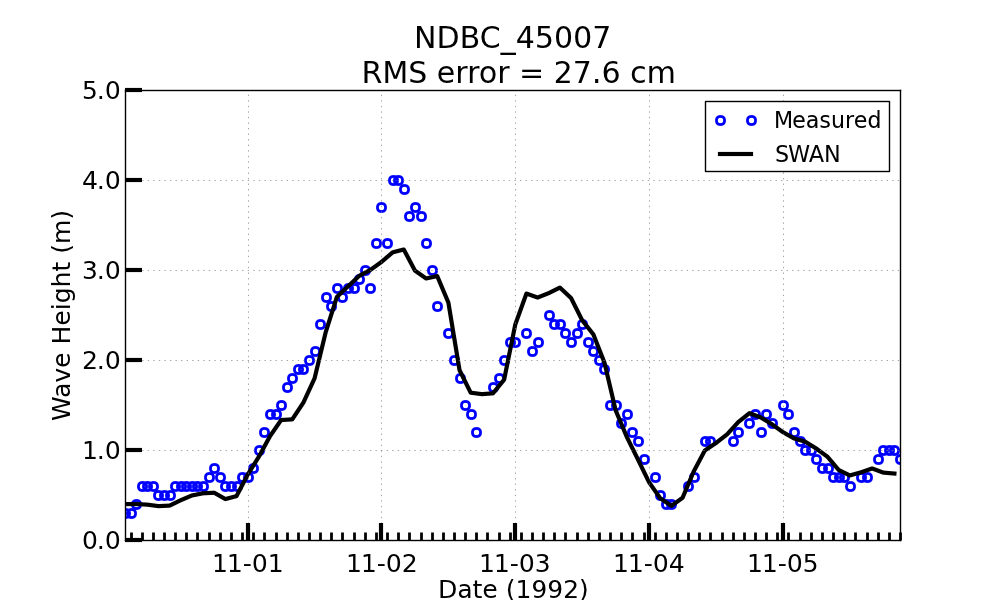 NDBC_45007
RMS error = 27.6 cm
5.0
4.0
3.0
2.0
1.0
0.0
Wave Height (m)
Measured
SWAN
11-01
11-02
11-03
11-04
11-05
Date (1992)